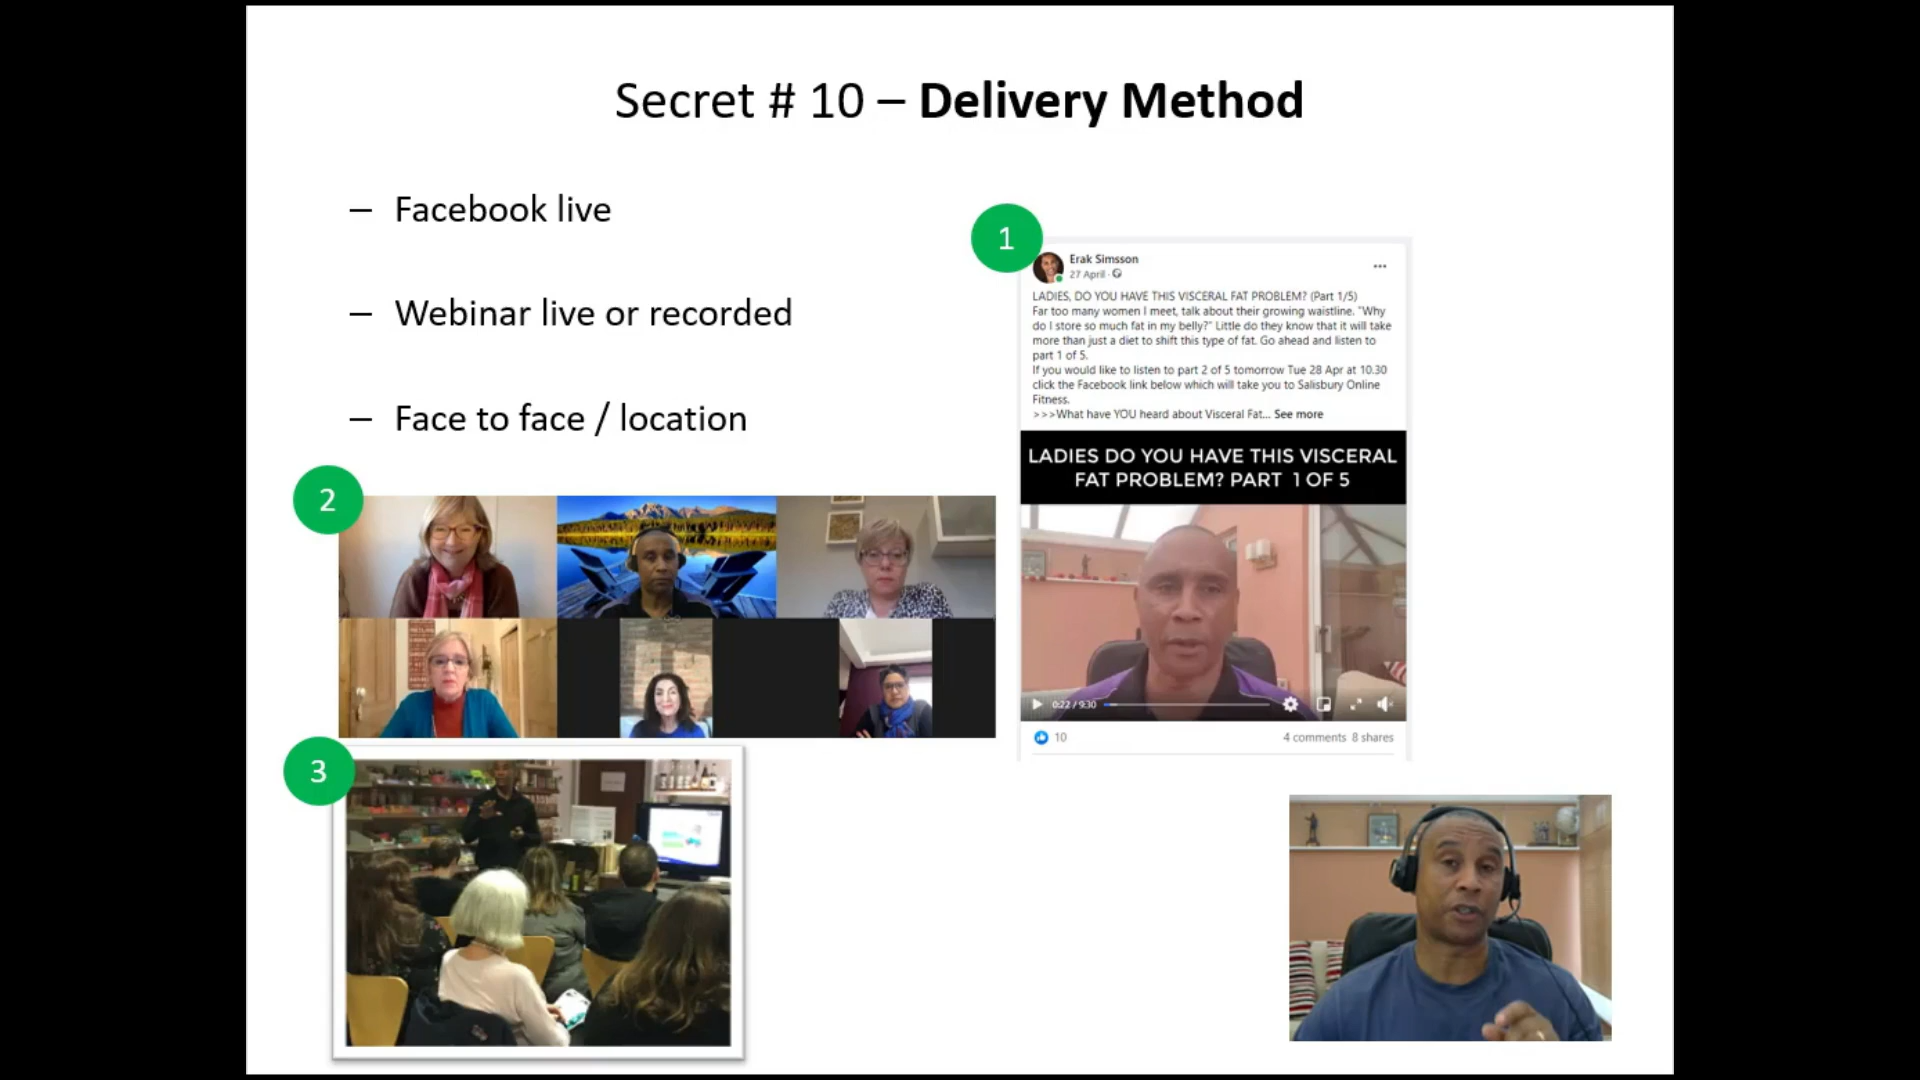 Secret # 10 – Delivery Method
– Facebook live
– Webinar live or recorded
– Face to face / location
1
Erak Simsson
27 April ·
LADIES, DO YOU HAVE THIS VISCERAL FAT PROBLEM? (Part 1/5)
Far too many women I meet, talk about their growing waistline. "Why
do I store so much fat in my belly?" Little do they know that it will take
more than just a diet to shift this type of fat. Go ahead and listen to
part 1 of 5.
If you would like to listen to part 2 of 5 tomorrow Tue 28 Apr at 10.30
click the Facebook link below which will take you to Salisbury Online
Fitness.
>>>What have YOU heard about Visceral Fat... See more
LADIES DO YOU HAVE THIS VISCERAL
FAT PROBLEM? PART 1 OF 5
0:22 / 9:30
10
4 comments 8 shares
2
3